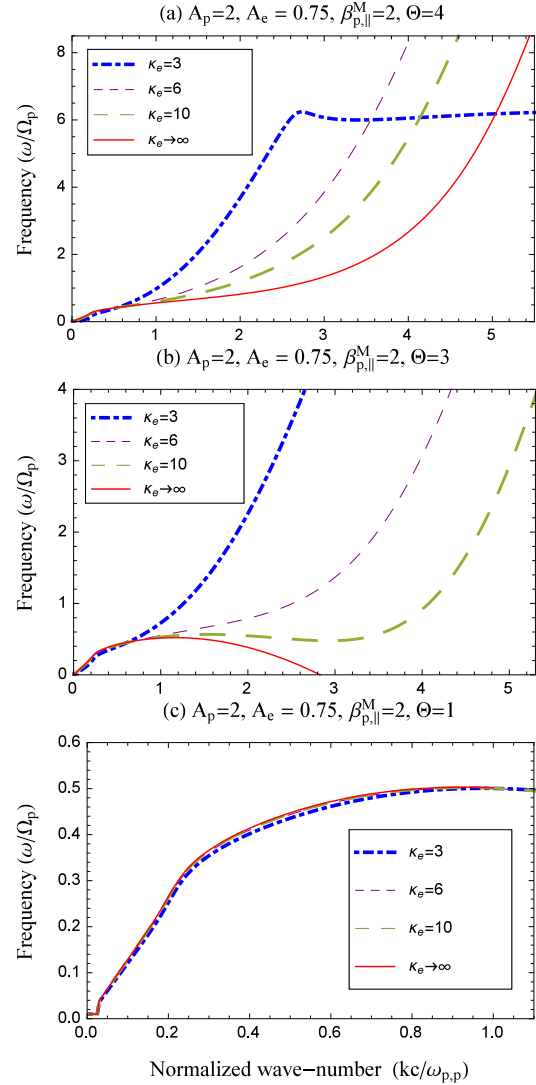 (a) A_p=2, A_e = 0.75, β^M_{p,∥}=2, Θ=4
Frequency (ω/Ω_p)
8
6
4
2
0
κ_e=3
κ_e=6
κ_e=10
κ_e→∞
0 1 2 3 4 5
(b) A_p=2, A_e = 0.75, β^M_{p,∥}=2, Θ=3
Frequency (ω/Ω_p)
4
3
2
1
0
κ_e=3
κ_e=6
κ_e=10
κ_e→∞
0 1 2 3 4 5
(c) A_p=2, A_e = 0.75, β^M_{p,∥}=2, Θ=1
Frequency (ω/Ω_p)
0.6
0.5
0.4
0.3
0.2
0.1
0.0
κ_e=3
κ_e=6
κ_e=10
κ_e→∞
0.0 0.2 0.4 0.6 0.8 1.0
Normalized wave−number (kc/ω_{p,p})